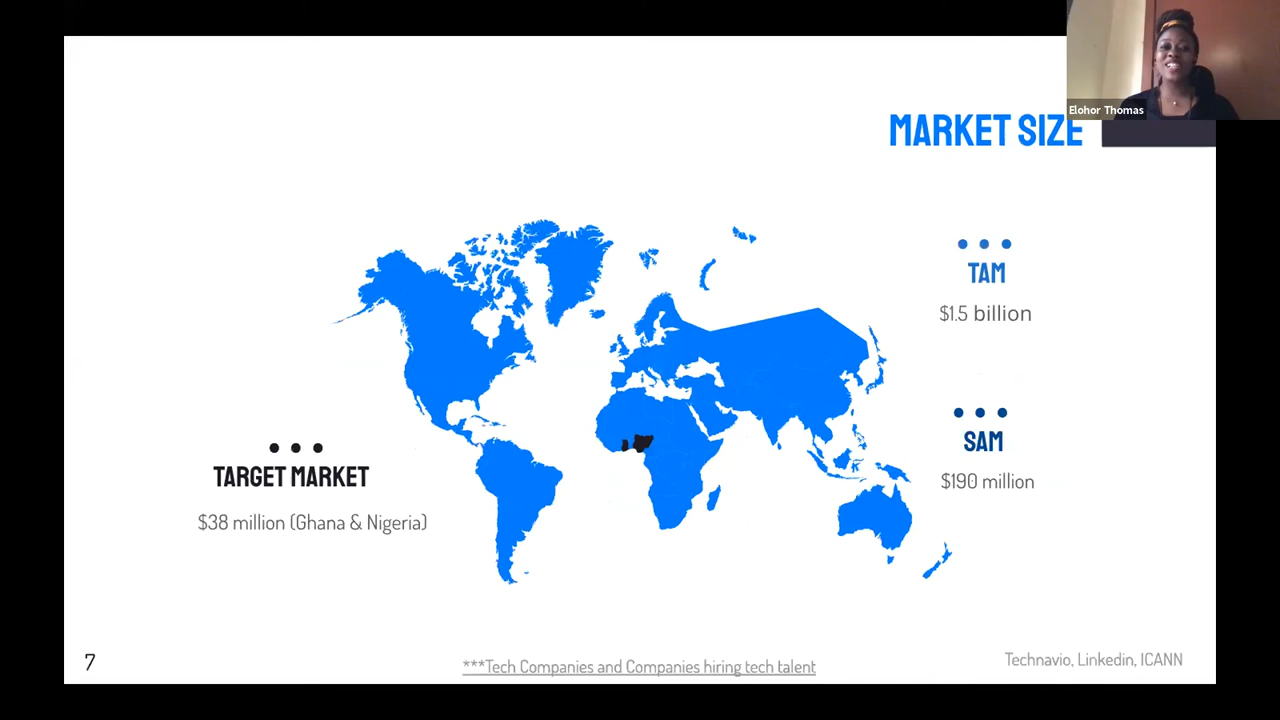 Elohor Thomas
MARKET SIZE
TAM
$1.5 billion
SAM
$190 million
TARGET MARKET
$38 million (Ghana & Nigeria)
7
***Tech Companies and Companies hiring tech talent
Technavio, Linkedin, ICANN